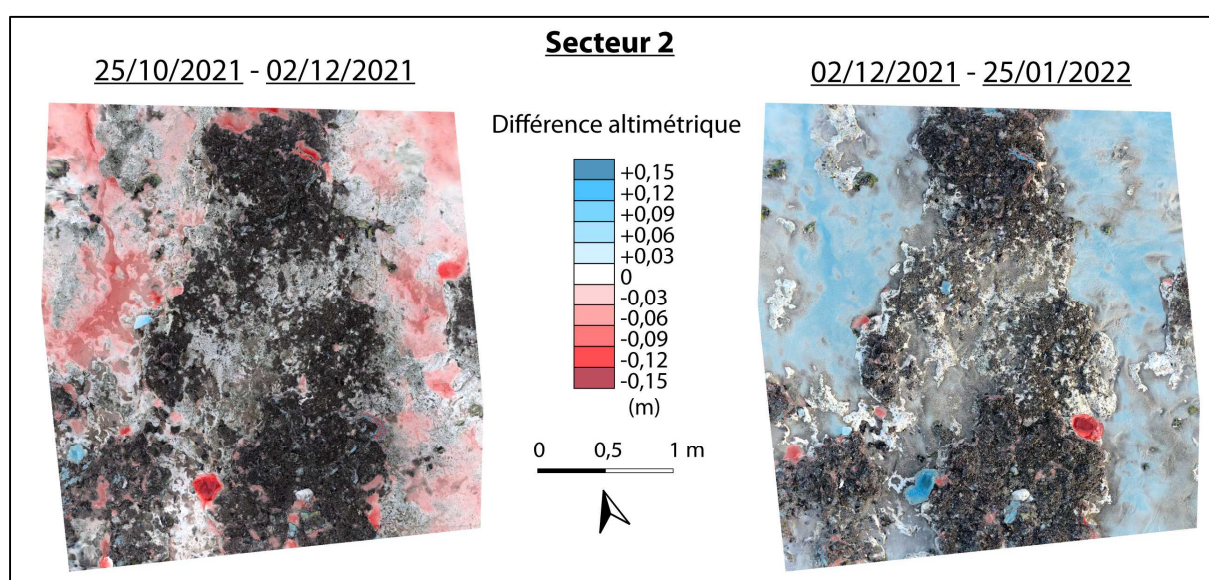 Secteur 2
25/10/2021 - 02/12/2021
02/12/2021 - 25/01/2022
Différence altimétrique
+0,15
+0,12
+0,09
+0,06
+0,03
0
-0,03
-0,06
-0,09
-0,12
-0,15
(m)
0 0,5 1 m